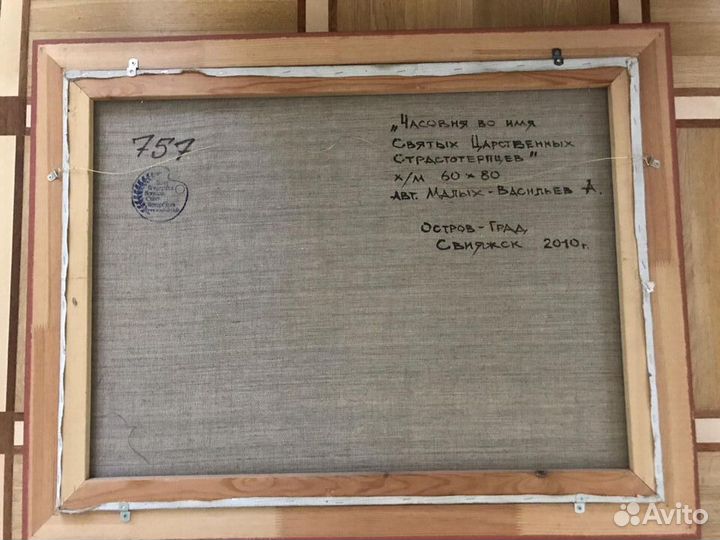 757
„Часовня во имя
Святых Царственных
Страстотерпцев"
х/м 60 × 80
Авт. Малых-Васильев А.
Остров-Град,
Свияжск 2010 г.
Avito